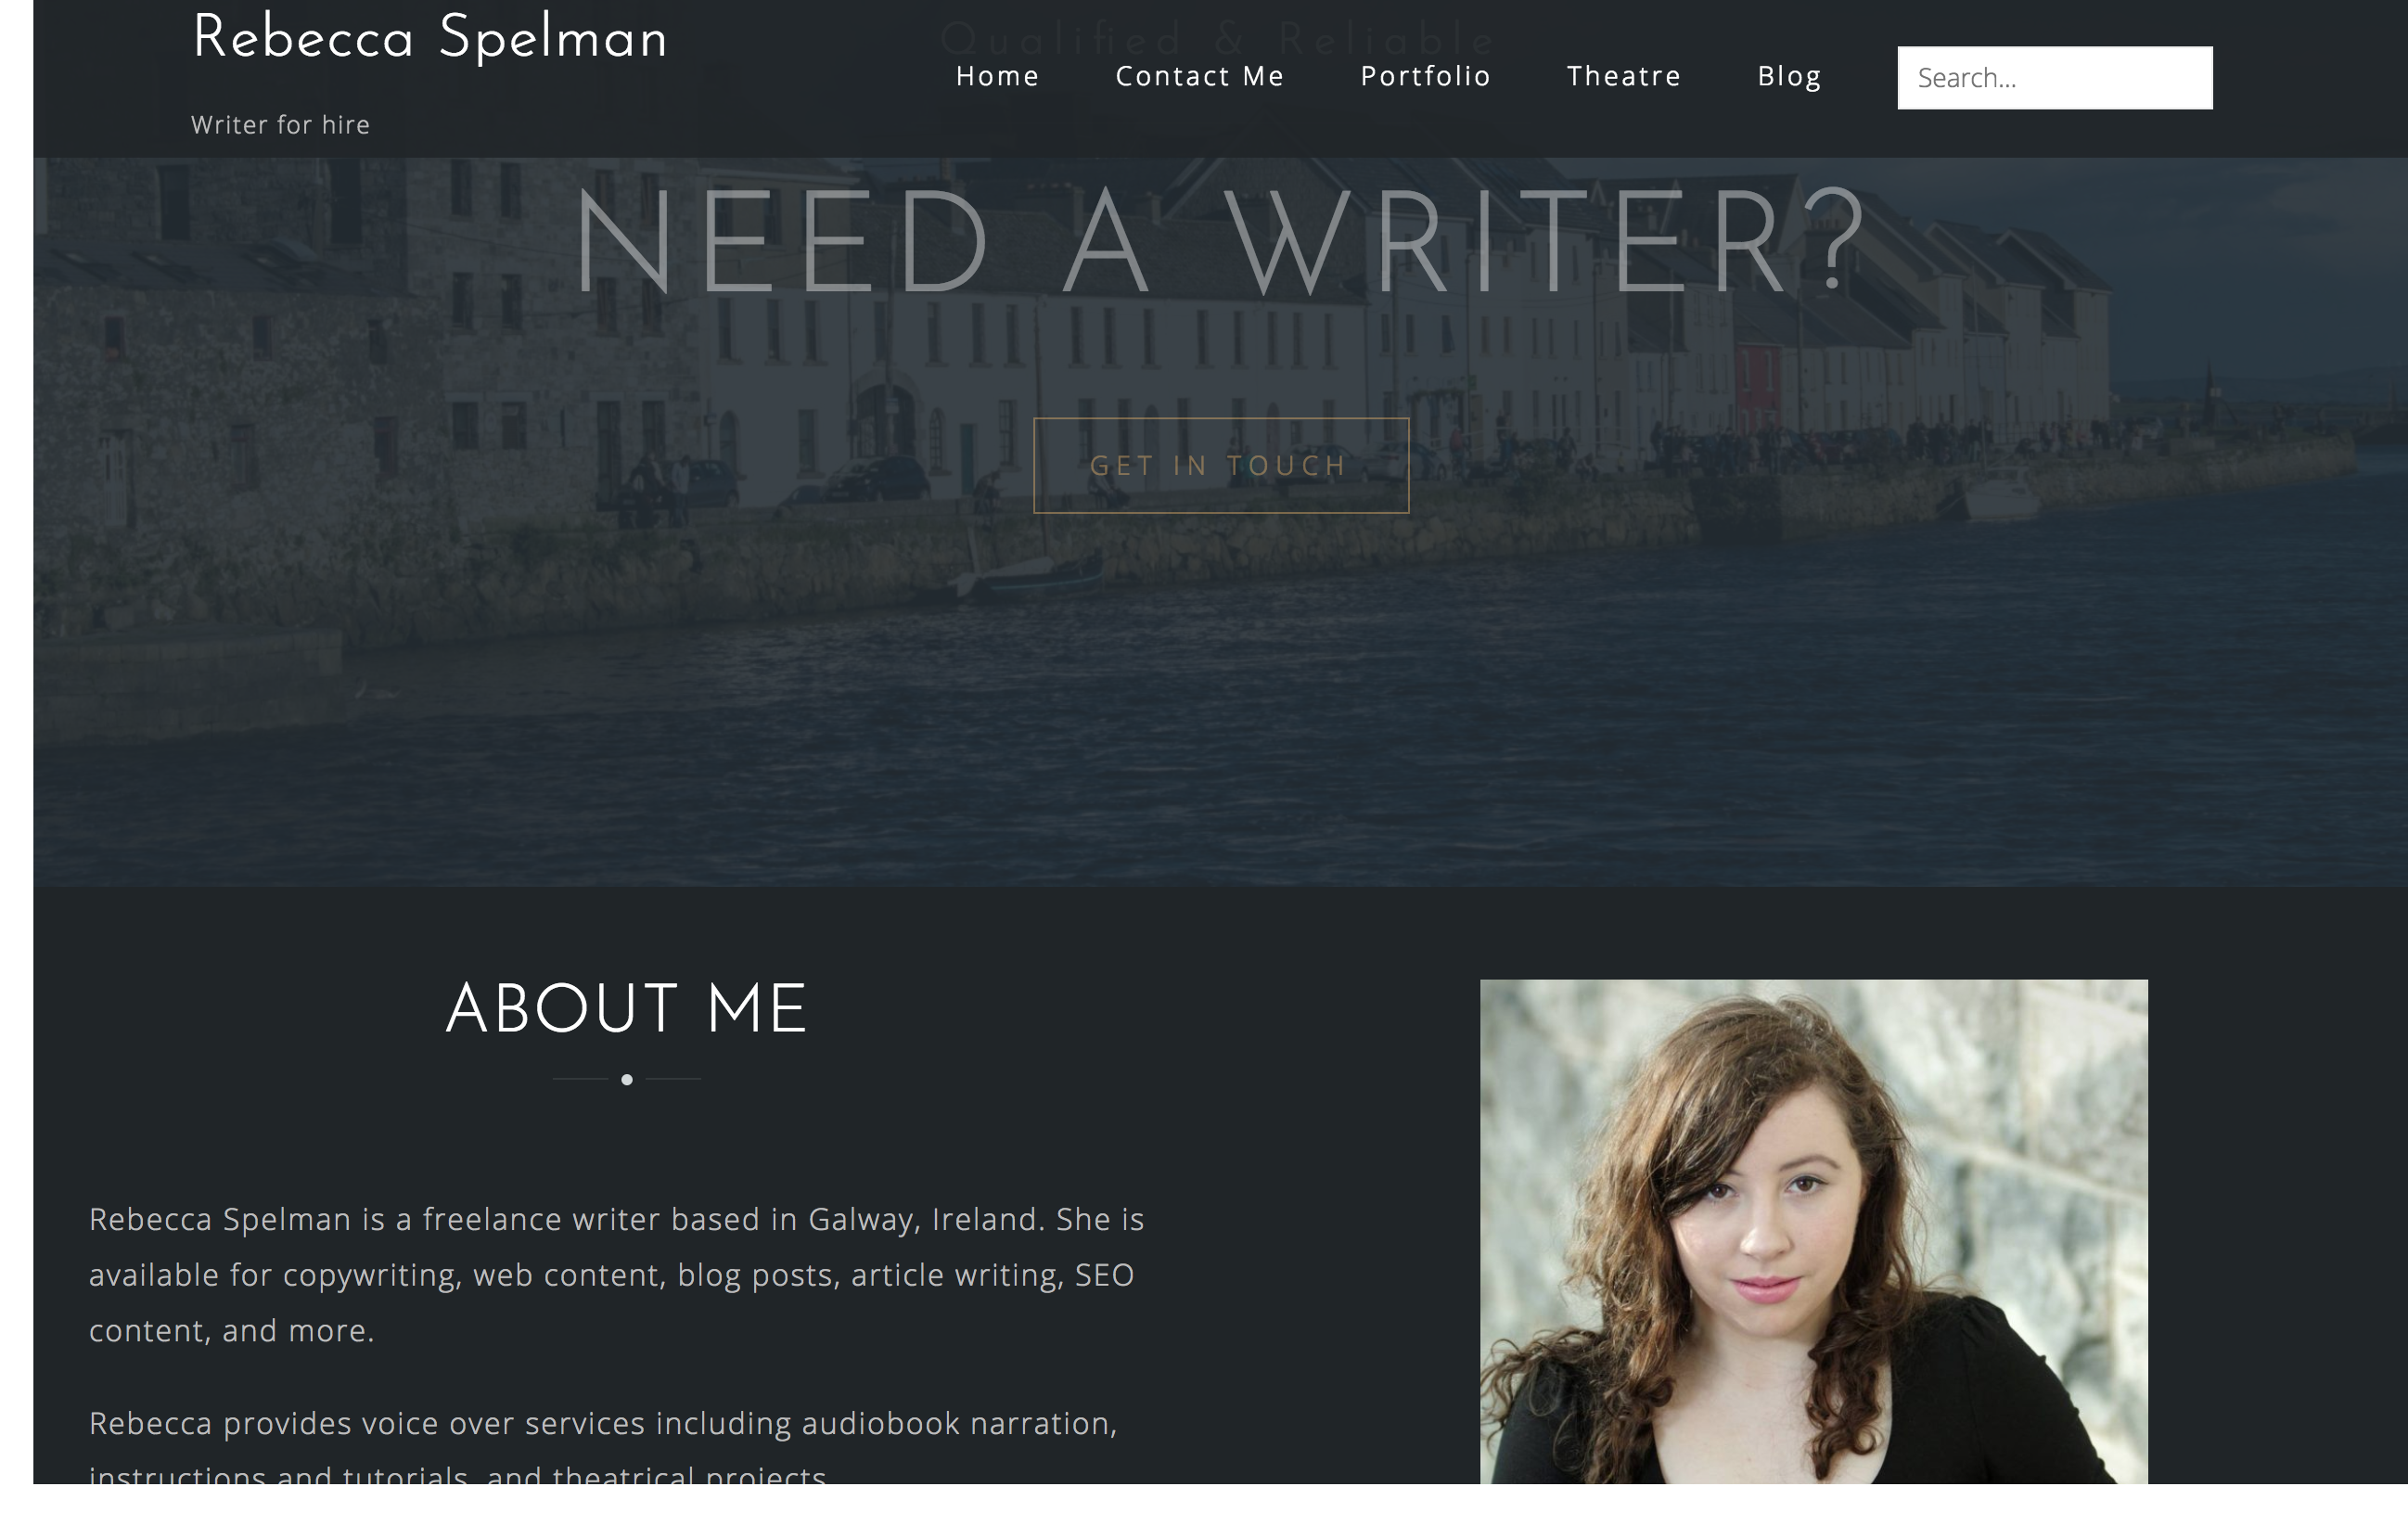 Rebecca Spelman
Qualified & Reliable
Home Contact Me Portfolio Theatre Blog Search...
Writer for hire
NEED A WRITER?
GET IN TOUCH
ABOUT ME
Rebecca Spelman is a freelance writer based in Galway, Ireland. She is
available for copywriting, web content, blog posts, article writing, SEO
content, and more.
Rebecca provides voice over services including audiobook narration,
instructions and tutorials, and theatrical projects